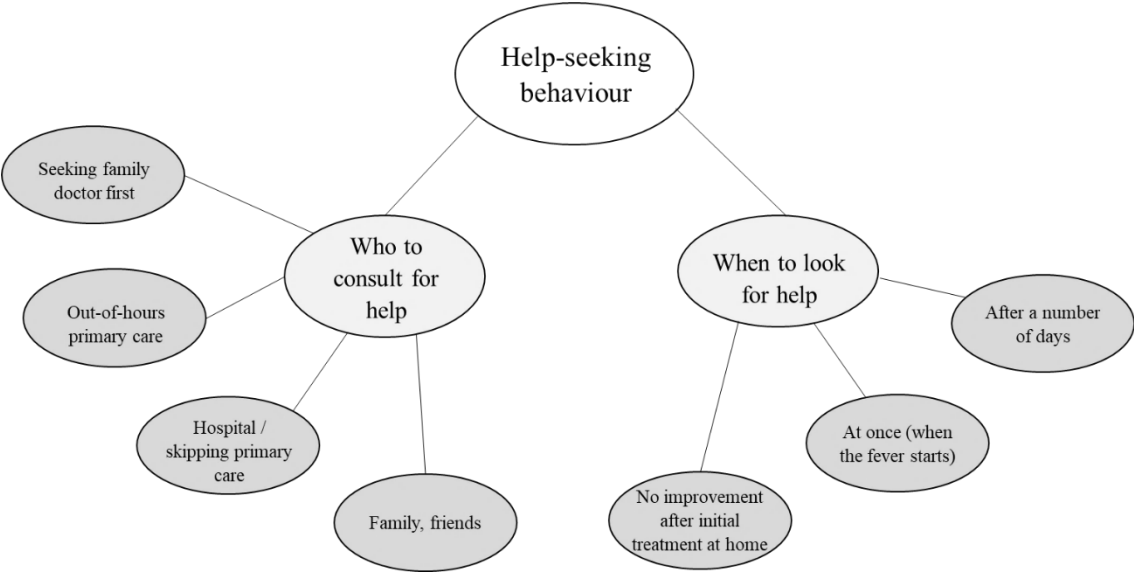 Help-seeking
behaviour
Seeking family
doctor first
Who to
consult for
help
When to look
for help
Out-of-hours
primary care
After a number
of days
Hospital /
skipping primary
care
At once (when
the fever starts)
Family, friends
No improvement
after initial
treatment at home